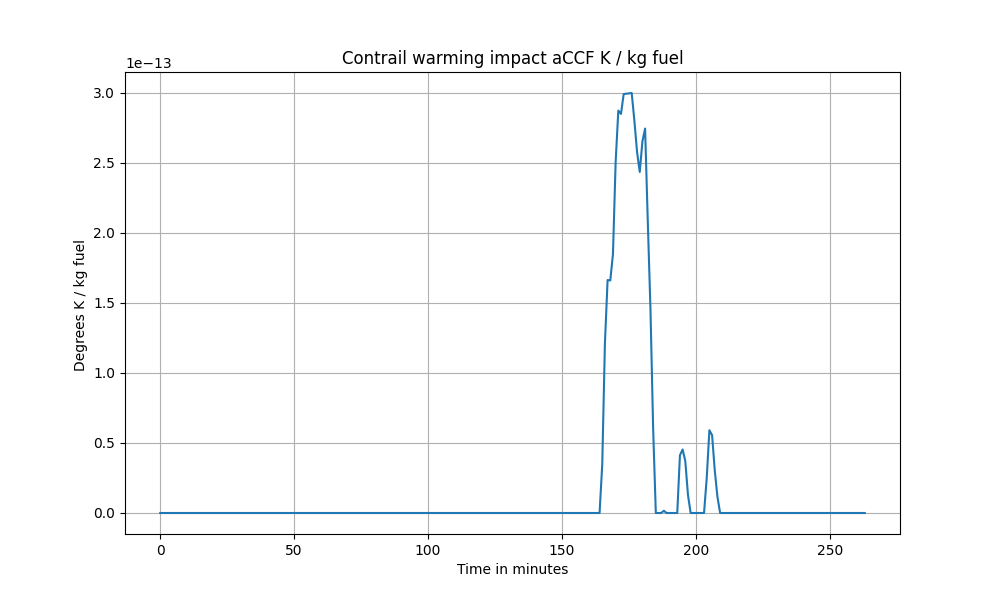 Contrail warming impact aCCF K / kg fuel
1e−13
3.0
2.5
2.0
1.5
1.0
0.5
0.0
Degrees K / kg fuel
0 50 100 150 200 250
Time in minutes